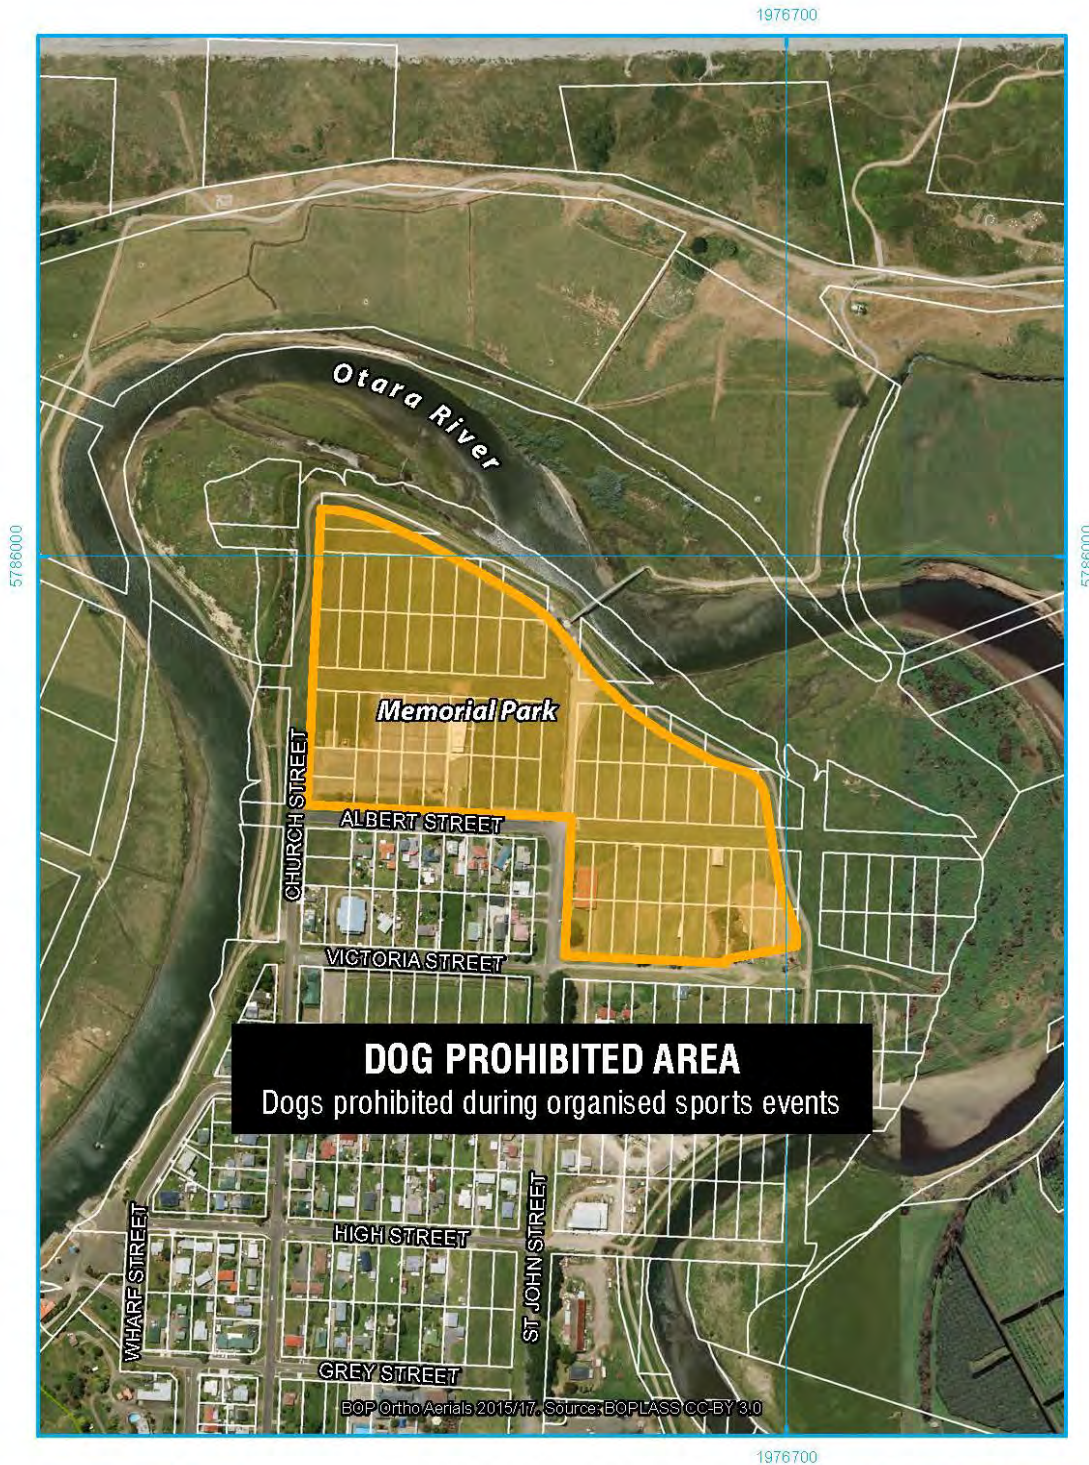 1976700
Otara River
5786000
5786000
Memorial Park
CHURCH STREET
ALBERT STREET
VICTORIA STREET
DOG PROHIBITED AREA
Dogs prohibited during organised sports events
WHARF STREET
HIGH STREET
ST JOHN STREET
GREY STREET
BOP Ortho Aerials 2015/17, Source: BOPLASS CC-BY 3.0
1976700